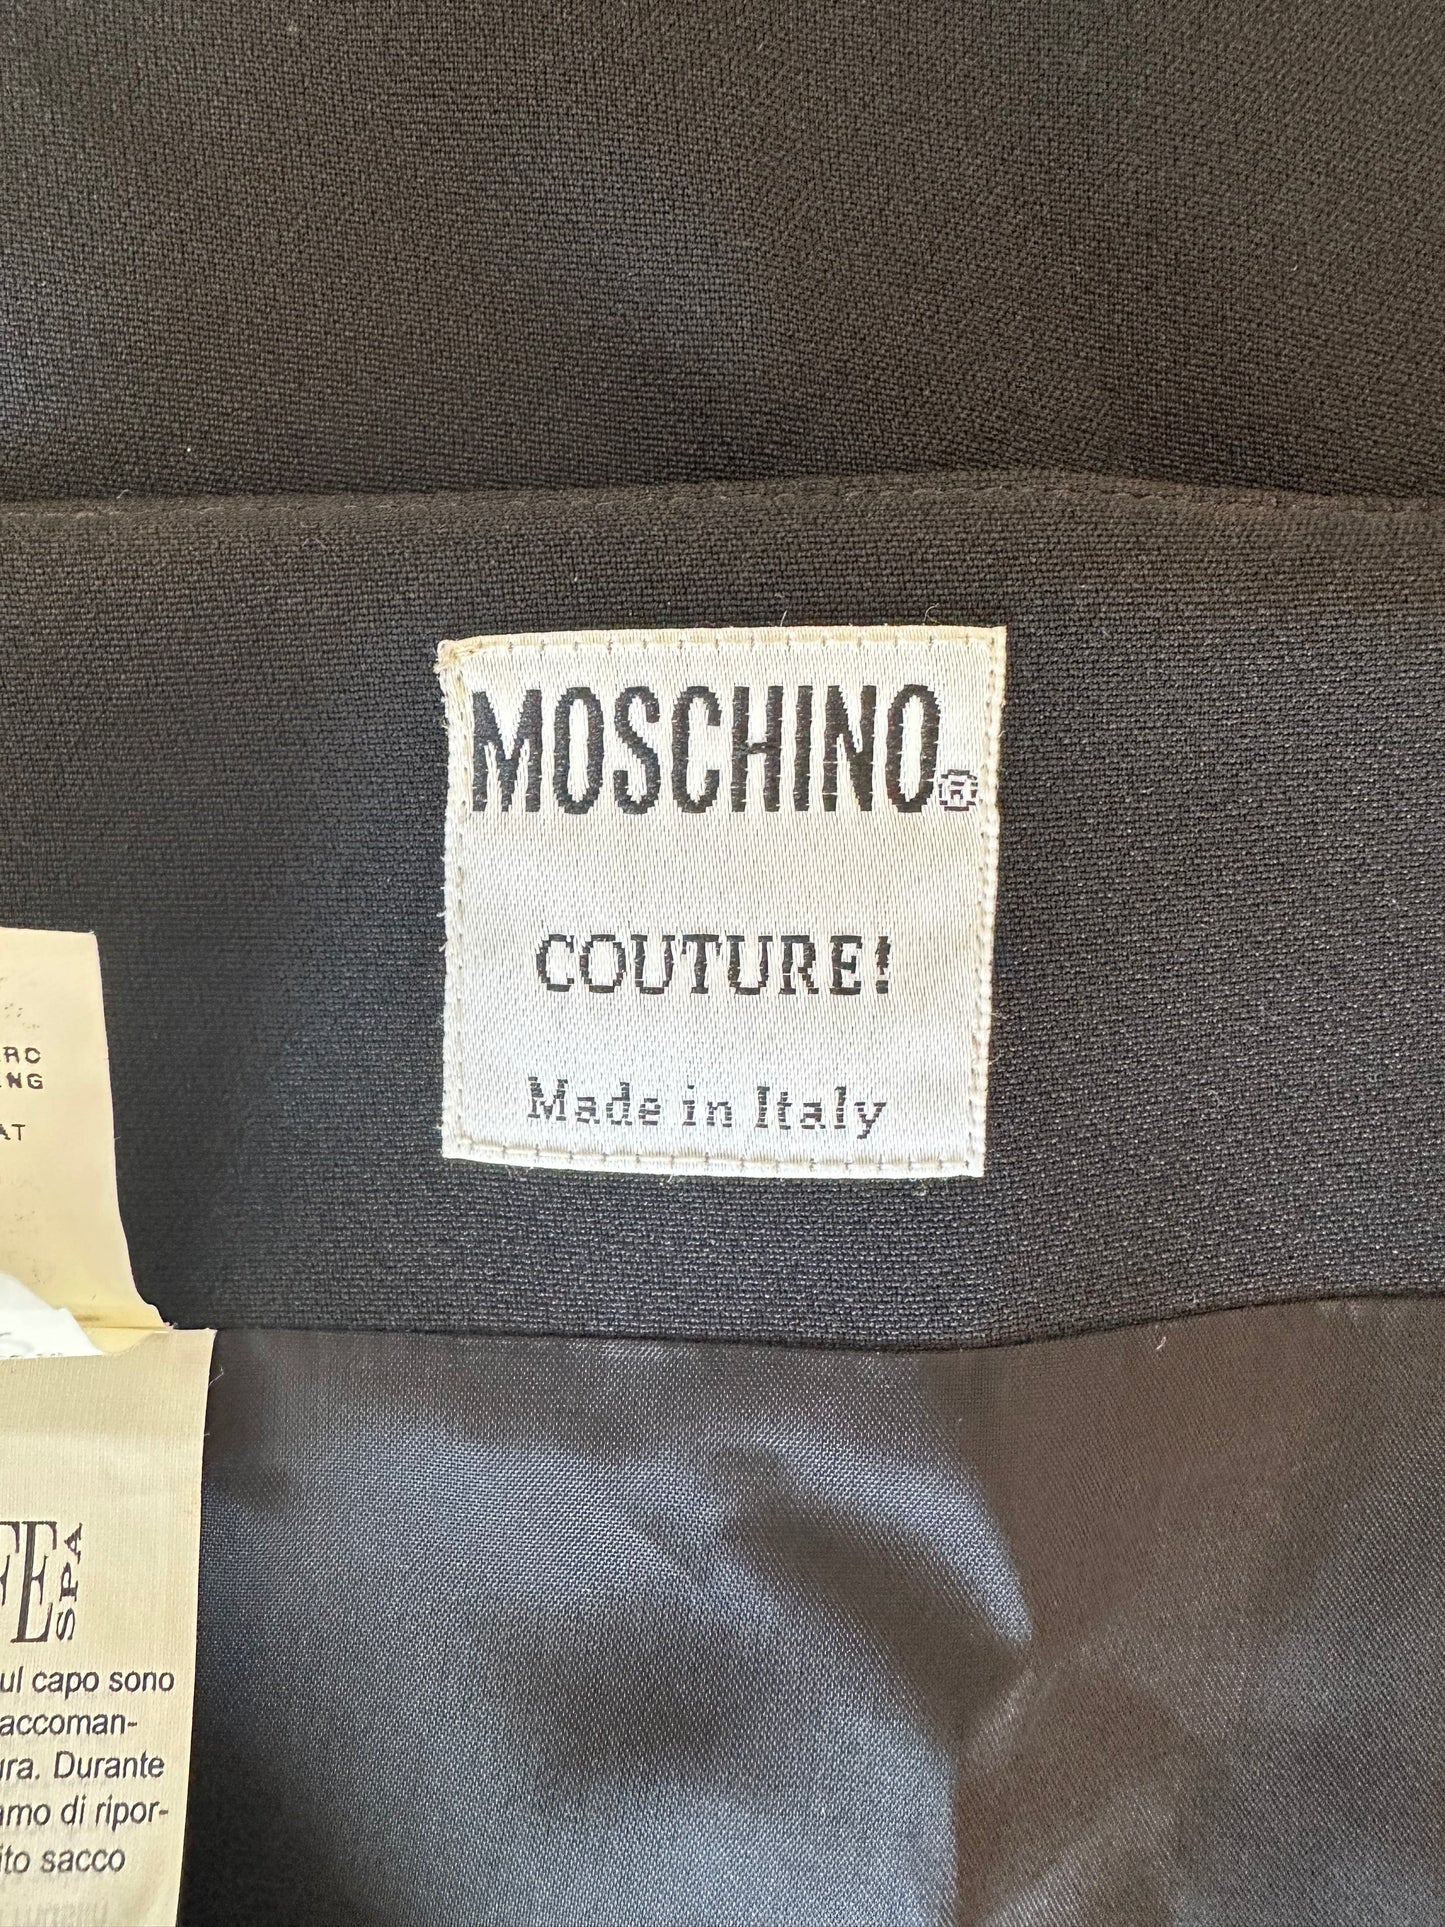 MOSCHINO®
COUTURE!
Made in Italy
NG
AT
FE SPA
ul capo sono
accoman-
ura. Durante
amo di ripor-
ito sacco